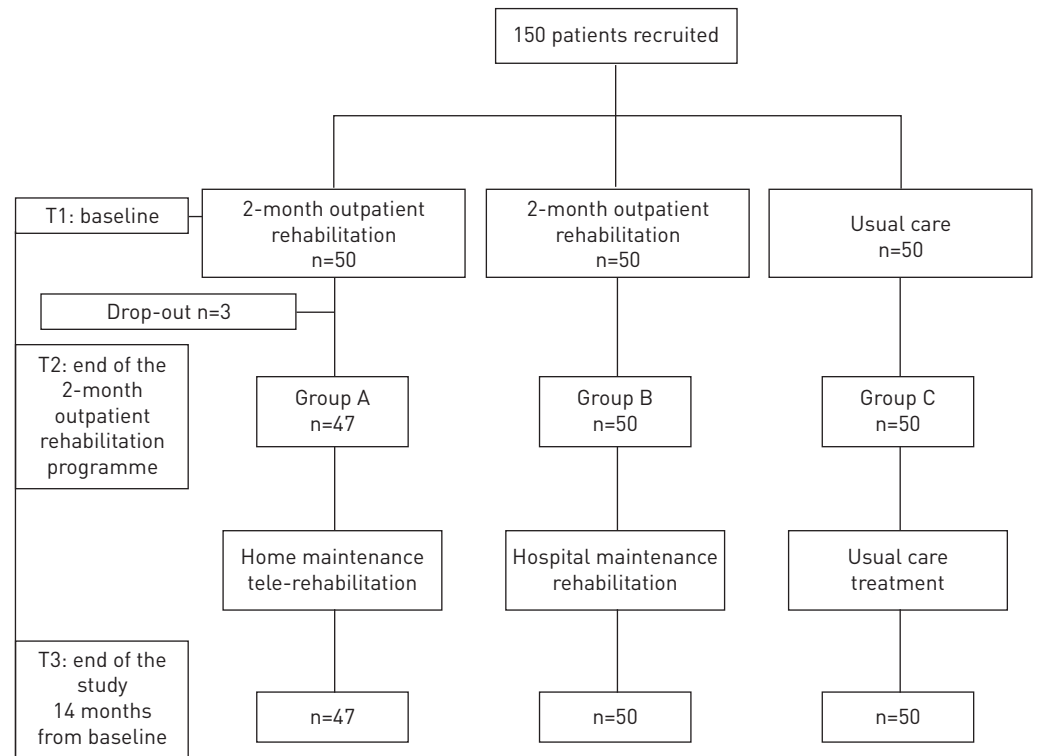 150 patients recruited
T1: baseline
2-month outpatient
rehabilitation
n=50
2-month outpatient
rehabilitation
n=50
Usual care
n=50
Drop-out n=3
T2: end of the
2-month
outpatient
rehabilitation
programme
Group A
n=47
Group B
n=50
Group C
n=50
Home maintenance
tele-rehabilitation
Hospital maintenance
rehabilitation
Usual care
treatment
T3: end of the
study
14 months
from baseline
n=47
n=50
n=50